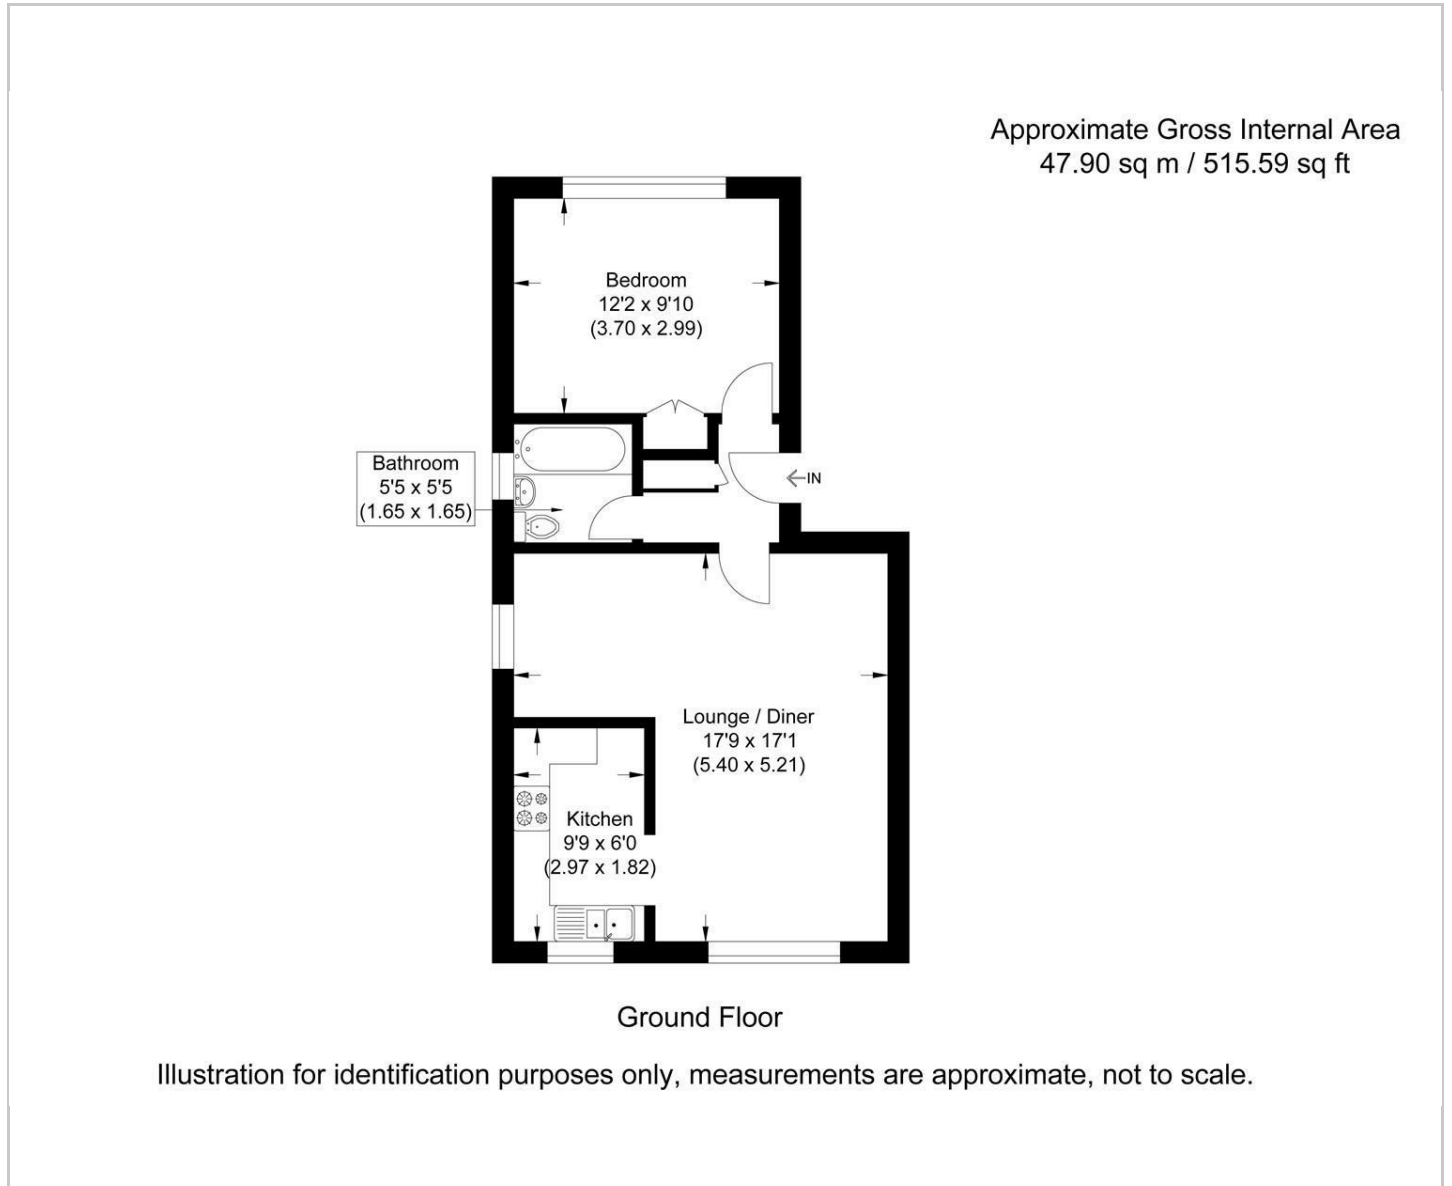 Approximate Gross Internal Area
47.90 sq m / 515.59 sq ft
Bedroom
12'2 x 9'10
(3.70 x 2.99)
Bathroom
5'5 x 5'5
(1.65 x 1.65)
IN
Lounge / Diner
17'9 x 17'1
(5.40 x 5.21)
Kitchen
9'9 x 6'0
(2.97 x 1.82)
Ground Floor
Illustration for identification purposes only, measurements are approximate, not to scale.